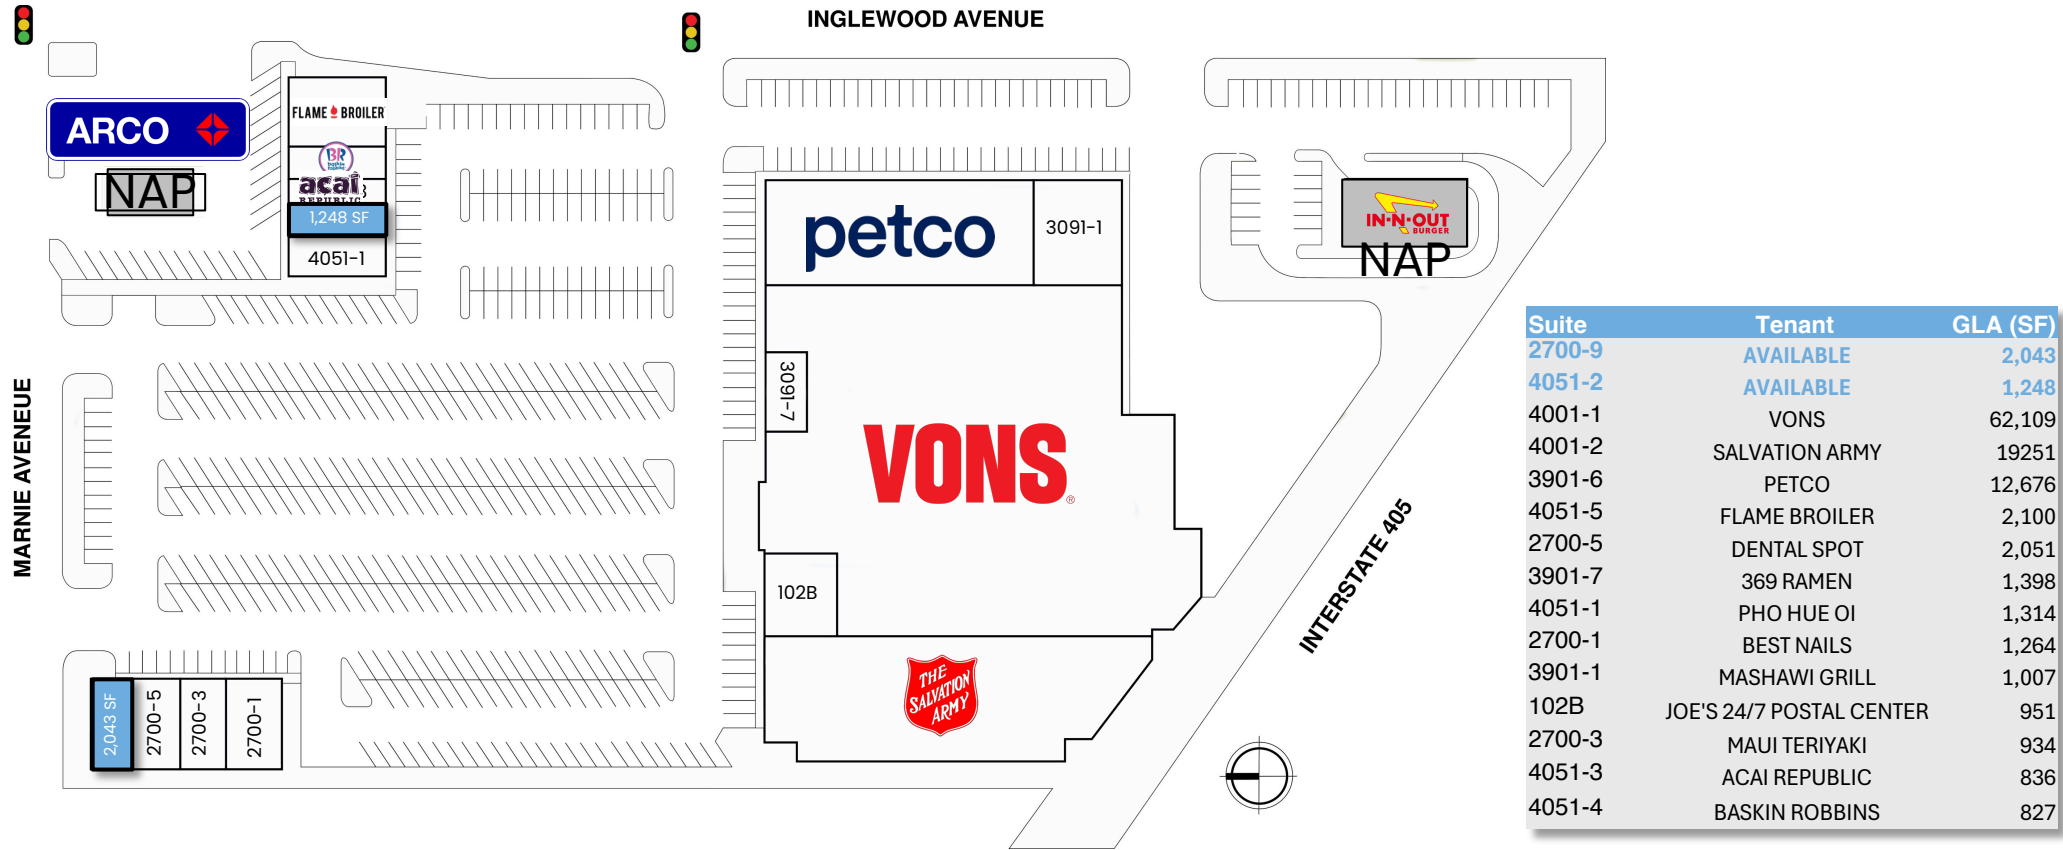 INGLEWOOD AVENUE
ARCO
NAP
FLAME BROILER
BR
baskin
robbins
acai
REPUBLIC
3
1,248 SF
4051-1
petco
3091-1
IN-N-OUT
BURGER
NAP
MARNIE AVENEUE
3091-7
VONS
®
102B
INTERSTATE 405
THE
SALVATION
ARMY
2,043 SF
2700-5
2700-3
2700-1
Suite Tenant GLA (SF)
2700-9 AVAILABLE 2,043
4051-2 AVAILABLE 1,248
4001-1 VONS 62,109
4001-2 SALVATION ARMY 19251
3901-6 PETCO 12,676
4051-5 FLAME BROILER 2,100
2700-5 DENTAL SPOT 2,051
3901-7 369 RAMEN 1,398
4051-1 PHO HUE OI 1,314
2700-1 BEST NAILS 1,264
3901-1 MASHAWI GRILL 1,007
102B JOE'S 24/7 POSTAL CENTER 951
2700-3 MAUI TERIYAKI 934
4051-3 ACAI REPUBLIC 836
4051-4 BASKIN ROBBINS 827